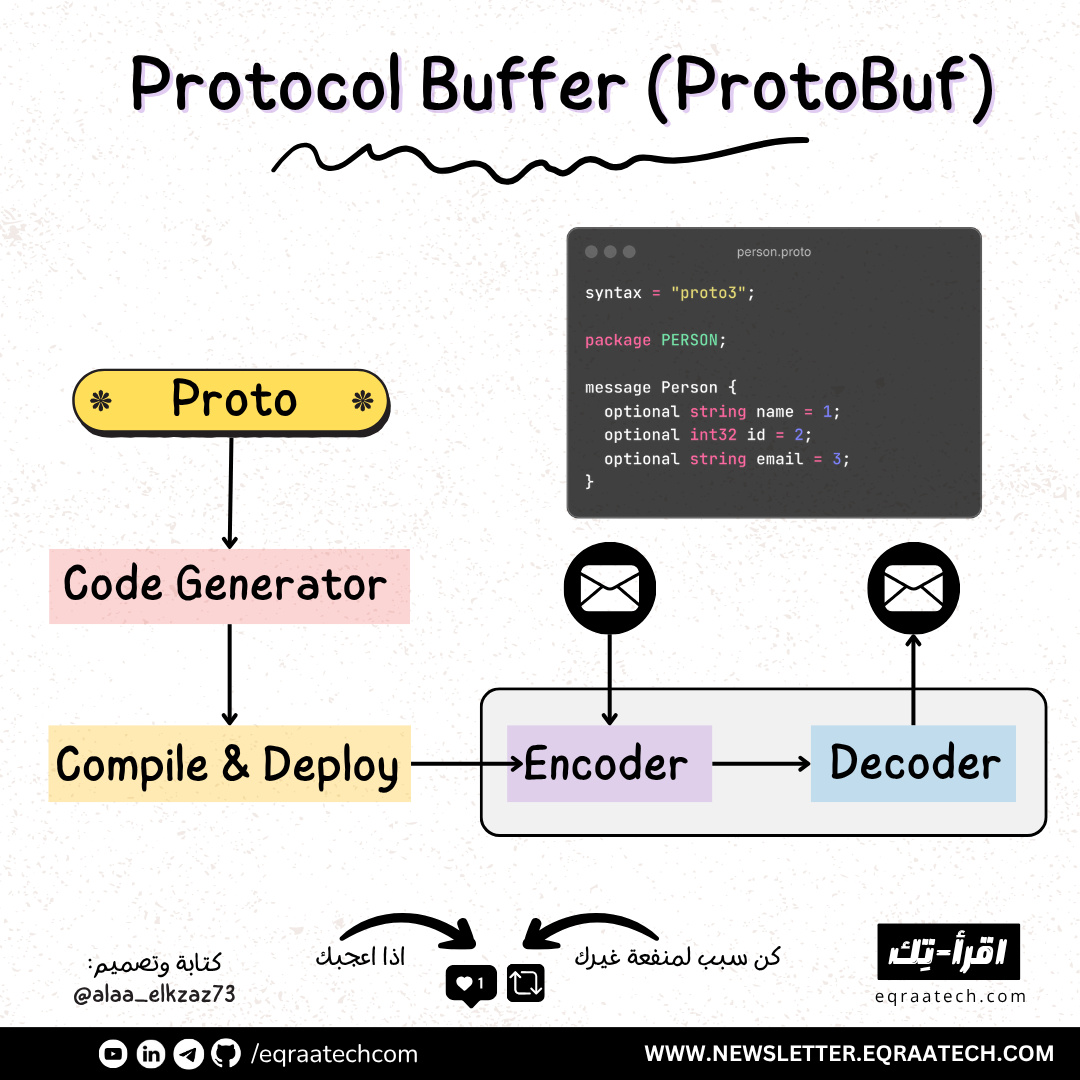 Protocol Buffer (ProtoBuf)
person.proto
syntax = "proto3";
package PERSON;
message Person {
  optional string name = 1;
  optional int32 id = 2;
  optional string email = 3;
}
Proto
Code Generator
Compile & Deploy
Encoder
Decoder
كتابة وتصميم:
@alaa_elkzaz73
اذا اعجبك
1
كن سبب لمنفعة غيرك
اقرأ-تِك
eqraatech.com
/eqraatechcom
WWW.NEWSLETTER.EQRAATECH.COM